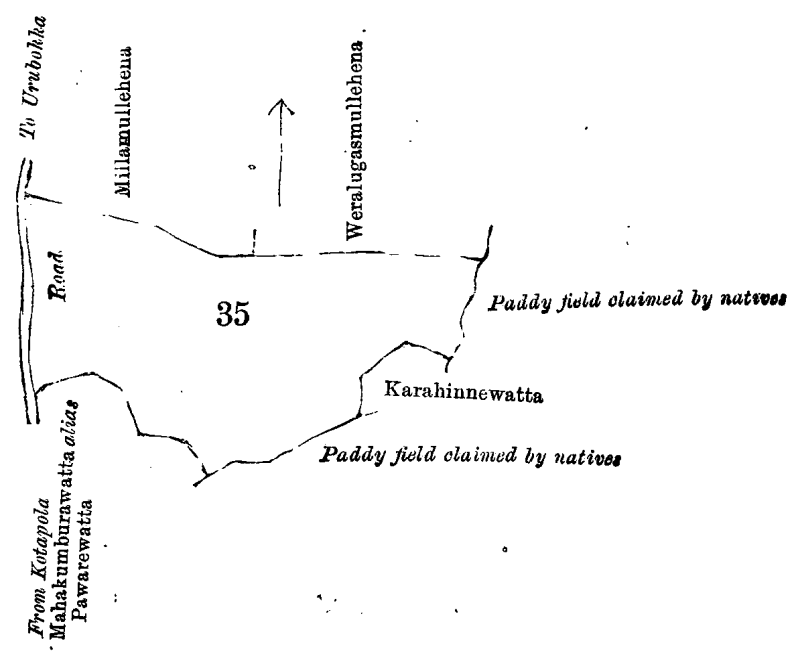 To Urubokka
Millamullehena
Weralugasmullehena
Road
35
Paddy field claimed by natives
Karahinnewatta
Paddy field claimed by natives
From Kotapola
Mahakumburawatta alias
Pawarewatta